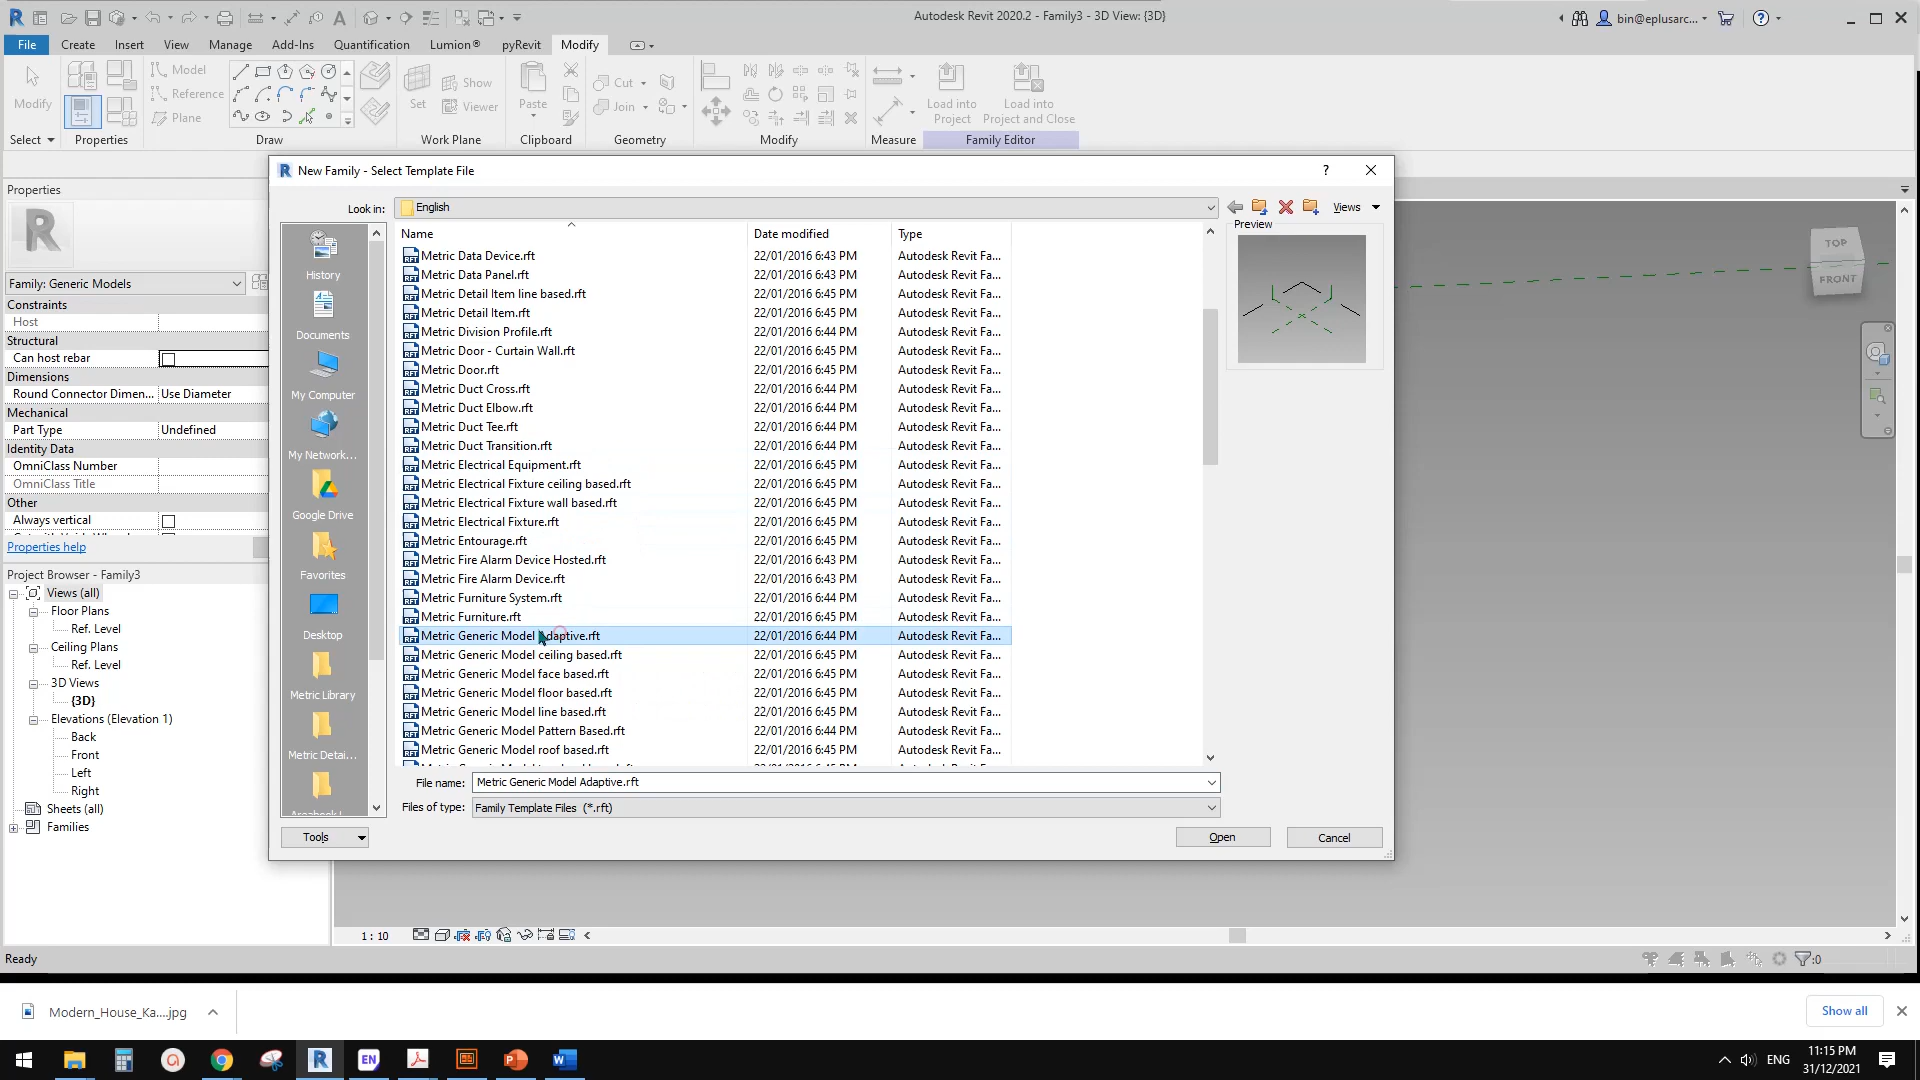 Autodesk Revit 2020.2 - Family3 - 3D View: {3D}
bin@eplusarc...
File Create Insert View Manage Add-Ins Quantification Lumion® pyRevit Modify
Modify
Model
Reference
Plane
Set
Show
Viewer
Paste
Cut
Join
Load into Project
Load into Project and Close
Select Properties Draw Work Plane Clipboard Geometry Modify Measure Family Editor
Properties
Family: Generic Models
Constraints
Host
Structural
Can host rebar
Dimensions
Round Connector Dimen... Use Diameter
Mechanical
Part Type Undefined
Identity Data
OmniClass Number
OmniClass Title
Other
Always vertical
Properties help
Project Browser - Family3
Views (all)
Floor Plans
Ref. Level
Ceiling Plans
Ref. Level
3D Views
{3D}
Elevations (Elevation 1)
Back
Front
Left
Right
Sheets (all)
Families
New Family - Select Template File
Look in: English
Views
Preview
History
Documents
My Computer
My Network...
Google Drive
Favorites
Desktop
Metric Library
Metric Detai...
Name Date modified Type
Metric Data Device.rft 22/01/2016 6:43 PM Autodesk Revit Fa...
Metric Data Panel.rft 22/01/2016 6:43 PM Autodesk Revit Fa...
Metric Detail Item line based.rft 22/01/2016 6:45 PM Autodesk Revit Fa...
Metric Detail Item.rft 22/01/2016 6:45 PM Autodesk Revit Fa...
Metric Division Profile.rft 22/01/2016 6:44 PM Autodesk Revit Fa...
Metric Door - Curtain Wall.rft 22/01/2016 6:45 PM Autodesk Revit Fa...
Metric Door.rft 22/01/2016 6:45 PM Autodesk Revit Fa...
Metric Duct Cross.rft 22/01/2016 6:44 PM Autodesk Revit Fa...
Metric Duct Elbow.rft 22/01/2016 6:44 PM Autodesk Revit Fa...
Metric Duct Tee.rft 22/01/2016 6:44 PM Autodesk Revit Fa...
Metric Duct Transition.rft 22/01/2016 6:44 PM Autodesk Revit Fa...
Metric Electrical Equipment.rft 22/01/2016 6:45 PM Autodesk Revit Fa...
Metric Electrical Fixture ceiling based.rft 22/01/2016 6:45 PM Autodesk Revit Fa...
Metric Electrical Fixture wall based.rft 22/01/2016 6:45 PM Autodesk Revit Fa...
Metric Electrical Fixture.rft 22/01/2016 6:45 PM Autodesk Revit Fa...
Metric Entourage.rft 22/01/2016 6:45 PM Autodesk Revit Fa...
Metric Fire Alarm Device Hosted.rft 22/01/2016 6:43 PM Autodesk Revit Fa...
Metric Fire Alarm Device.rft 22/01/2016 6:43 PM Autodesk Revit Fa...
Metric Furniture System.rft 22/01/2016 6:44 PM Autodesk Revit Fa...
Metric Furniture.rft 22/01/2016 6:45 PM Autodesk Revit Fa...
Metric Generic Model Adaptive.rft 22/01/2016 6:44 PM Autodesk Revit Fa...
Metric Generic Model ceiling based.rft 22/01/2016 6:45 PM Autodesk Revit Fa...
Metric Generic Model face based.rft 22/01/2016 6:45 PM Autodesk Revit Fa...
Metric Generic Model floor based.rft 22/01/2016 6:45 PM Autodesk Revit Fa...
Metric Generic Model line based.rft 22/01/2016 6:45 PM Autodesk Revit Fa...
Metric Generic Model Pattern Based.rft 22/01/2016 6:44 PM Autodesk Revit Fa...
Metric Generic Model roof based.rft 22/01/2016 6:45 PM Autodesk Revit Fa...
File name: Metric Generic Model Adaptive.rft
Files of type: Family Template Files (*.rft)
Tools
Open
Cancel
TOP
FRONT
1 : 10
Ready
:0
Modern_House_Ka....jpg
Show all
EN
ENG
11:15 PM
31/12/2021